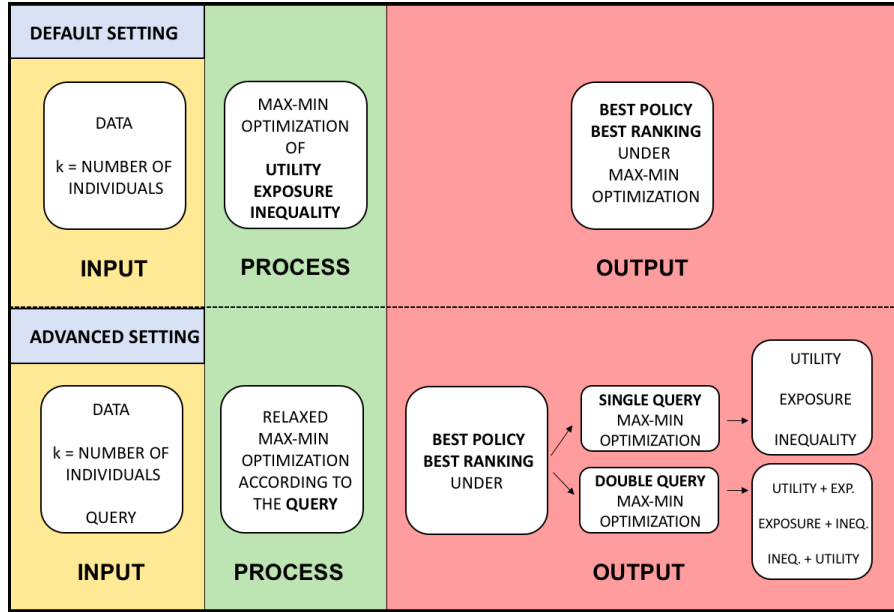 DEFAULT SETTING
DATA
k = NUMBER OF
INDIVIDUALS
INPUT
MAX-MIN
OPTIMIZATION
OF
UTILITY
EXPOSURE
INEQUALITY
PROCESS
BEST POLICY
BEST RANKING
UNDER
MAX-MIN
OPTIMIZATION
OUTPUT
ADVANCED SETTING
DATA
k = NUMBER OF
INDIVIDUALS
QUERY
INPUT
RELAXED
MAX-MIN
OPTIMIZATION
ACCORDING TO
THE QUERY
PROCESS
BEST POLICY
BEST RANKING
UNDER
SINGLE QUERY
MAX-MIN
OPTIMIZATION
UTILITY
EXPOSURE
INEQUALITY
DOUBLE QUERY
MAX-MIN
OPTIMIZATION
UTILITY + EXP.
EXPOSURE + INEQ.
INEQ. + UTILITY
OUTPUT